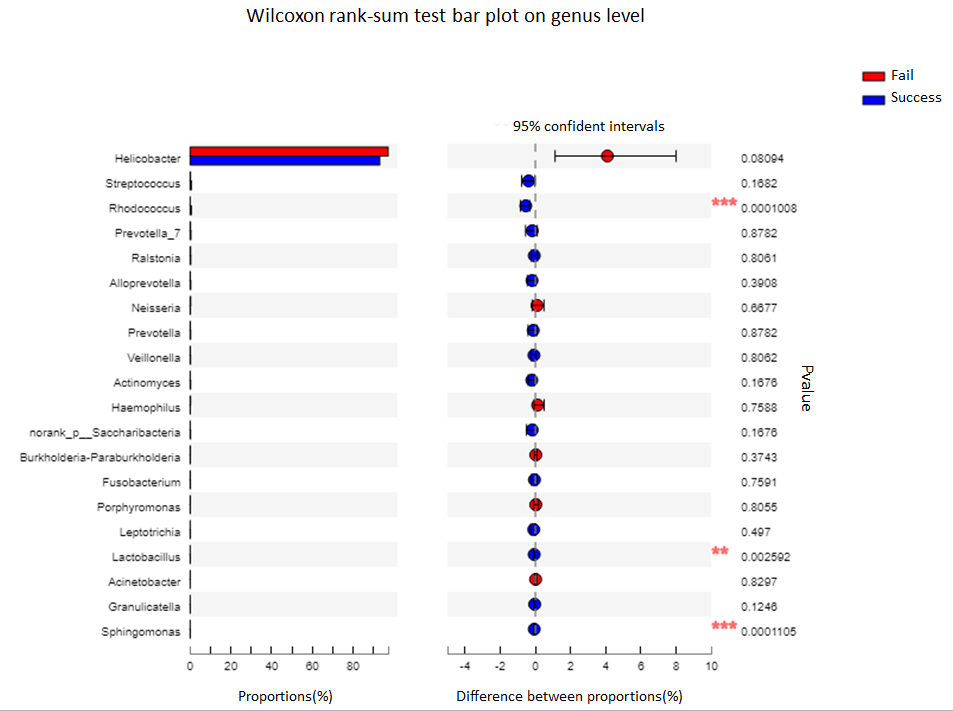 Wilcoxon rank-sum test bar plot on genus level
Fail
Success
95% confident intervals
Helicobacter 0.08094
Streptococcus 0.1682
Rhodococcus *** 0.0001008
Prevotella_7 0.8782
Ralstonia 0.8061
Alloprevotella 0.3908
Neisseria 0.6677
Prevotella 0.8782
Veillonella 0.8062
Actinomyces 0.1676
Haemophilus 0.7588
norank_p__Saccharibacteria 0.1676
Burkholderia-Paraburkholderia 0.3743
Fusobacterium 0.7591
Porphyromonas 0.8055
Leptotrichia 0.497
Lactobacillus ** 0.002592
Acinetobacter 0.8297
Granulicatella 0.1246
Sphingomonas *** 0.0001105
Pvalue
0 20 40 60 80 -4 -2 0 2 4 6 8 10
Proportions(%) Difference between proportions(%)